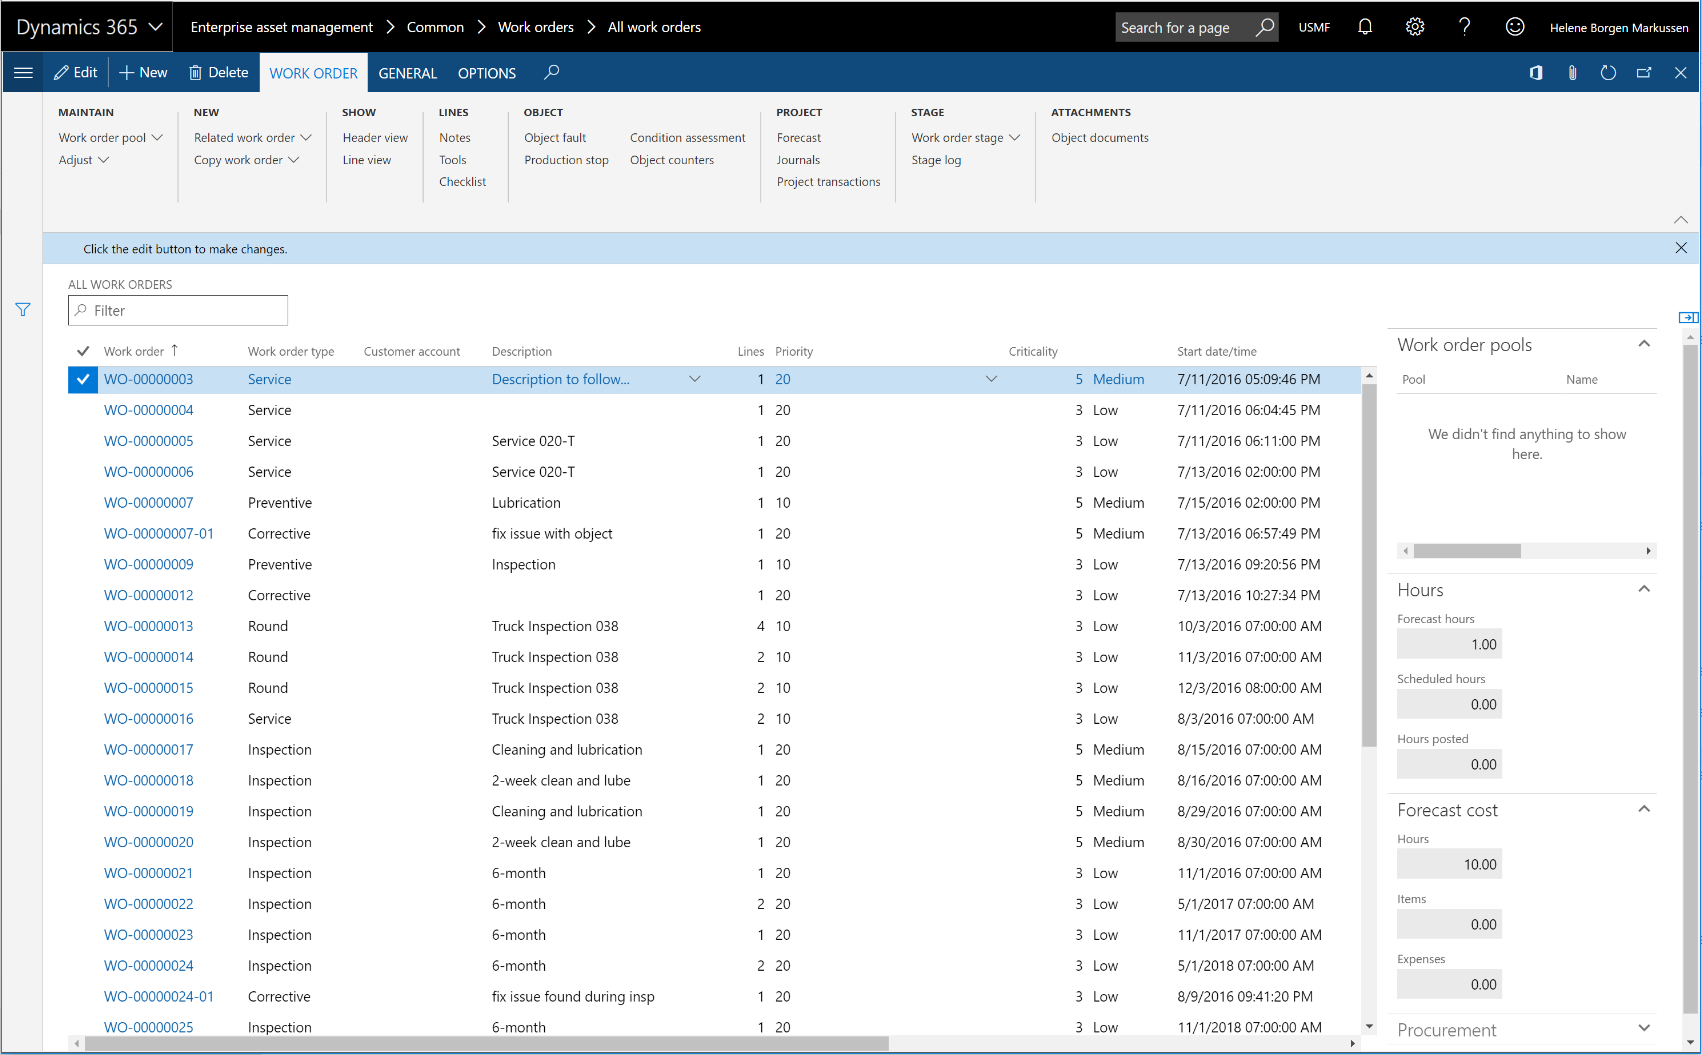 Dynamics 365 Enterprise asset management Common Work orders All work orders Search for a page USMF Helene Borgen Markussen
Edit New Delete WORK ORDER GENERAL OPTIONS
MAINTAIN NEW SHOW LINES OBJECT PROJECT STAGE ATTACHMENTS
Work order pool Related work order Header view Notes Object fault Condition assessment Forecast Work order stage Object documents
Adjust Copy work order Line view Tools Production stop Object counters Journals Stage log
Checklist Project transactions
Click the edit button to make changes.
ALL WORK ORDERS
Filter
Work order Work order type Customer account Description Lines Priority Criticality Start date/time
WO-00000003 Service Description to follow... 1 20 5 Medium 7/11/2016 05:09:46 PM
WO-00000004 Service 1 20 3 Low 7/11/2016 06:04:45 PM
WO-00000005 Service Service 020-T 1 20 3 Low 7/11/2016 06:11:00 PM
WO-00000006 Service Service 020-T 1 20 3 Low 7/13/2016 02:00:00 PM
WO-00000007 Preventive Lubrication 1 10 5 Medium 7/15/2016 02:00:00 PM
WO-00000007-01 Corrective fix issue with object 1 20 5 Medium 7/13/2016 06:57:49 PM
WO-00000009 Preventive Inspection 1 10 3 Low 7/13/2016 09:20:56 PM
WO-00000012 Corrective 1 20 3 Low 7/13/2016 10:27:34 PM
WO-00000013 Round Truck Inspection 038 4 10 3 Low 10/3/2016 07:00:00 AM
WO-00000014 Round Truck Inspection 038 2 10 3 Low 11/3/2016 07:00:00 AM
WO-00000015 Round Truck Inspection 038 2 10 3 Low 12/3/2016 08:00:00 AM
WO-00000016 Service Truck Inspection 038 2 10 3 Low 8/3/2016 07:00:00 AM
WO-00000017 Inspection Cleaning and lubrication 1 20 5 Medium 8/15/2016 07:00:00 AM
WO-00000018 Inspection 2-week clean and lube 1 20 5 Medium 8/16/2016 07:00:00 AM
WO-00000019 Inspection Cleaning and lubrication 1 20 5 Medium 8/29/2016 07:00:00 AM
WO-00000020 Inspection 2-week clean and lube 1 20 5 Medium 8/30/2016 07:00:00 AM
WO-00000021 Inspection 6-month 1 20 3 Low 11/1/2016 07:00:00 AM
WO-00000022 Inspection 6-month 2 20 3 Low 5/1/2017 07:00:00 AM
WO-00000023 Inspection 6-month 1 20 3 Low 11/1/2017 07:00:00 AM
WO-00000024 Inspection 6-month 2 20 3 Low 5/1/2018 07:00:00 AM
WO-00000024-01 Corrective fix issue found during insp 1 20 3 Low 8/9/2016 09:41:20 PM
WO-00000025 Inspection 6-month 1 20 3 Low 11/1/2018 07:00:00 AM
Work order pools
Pool Name
We didn't find anything to show
here.
Hours
Forecast hours
1.00
Scheduled hours
0.00
Hours posted
0.00
Forecast cost
Hours
10.00
Items
0.00
Expenses
0.00
Procurement